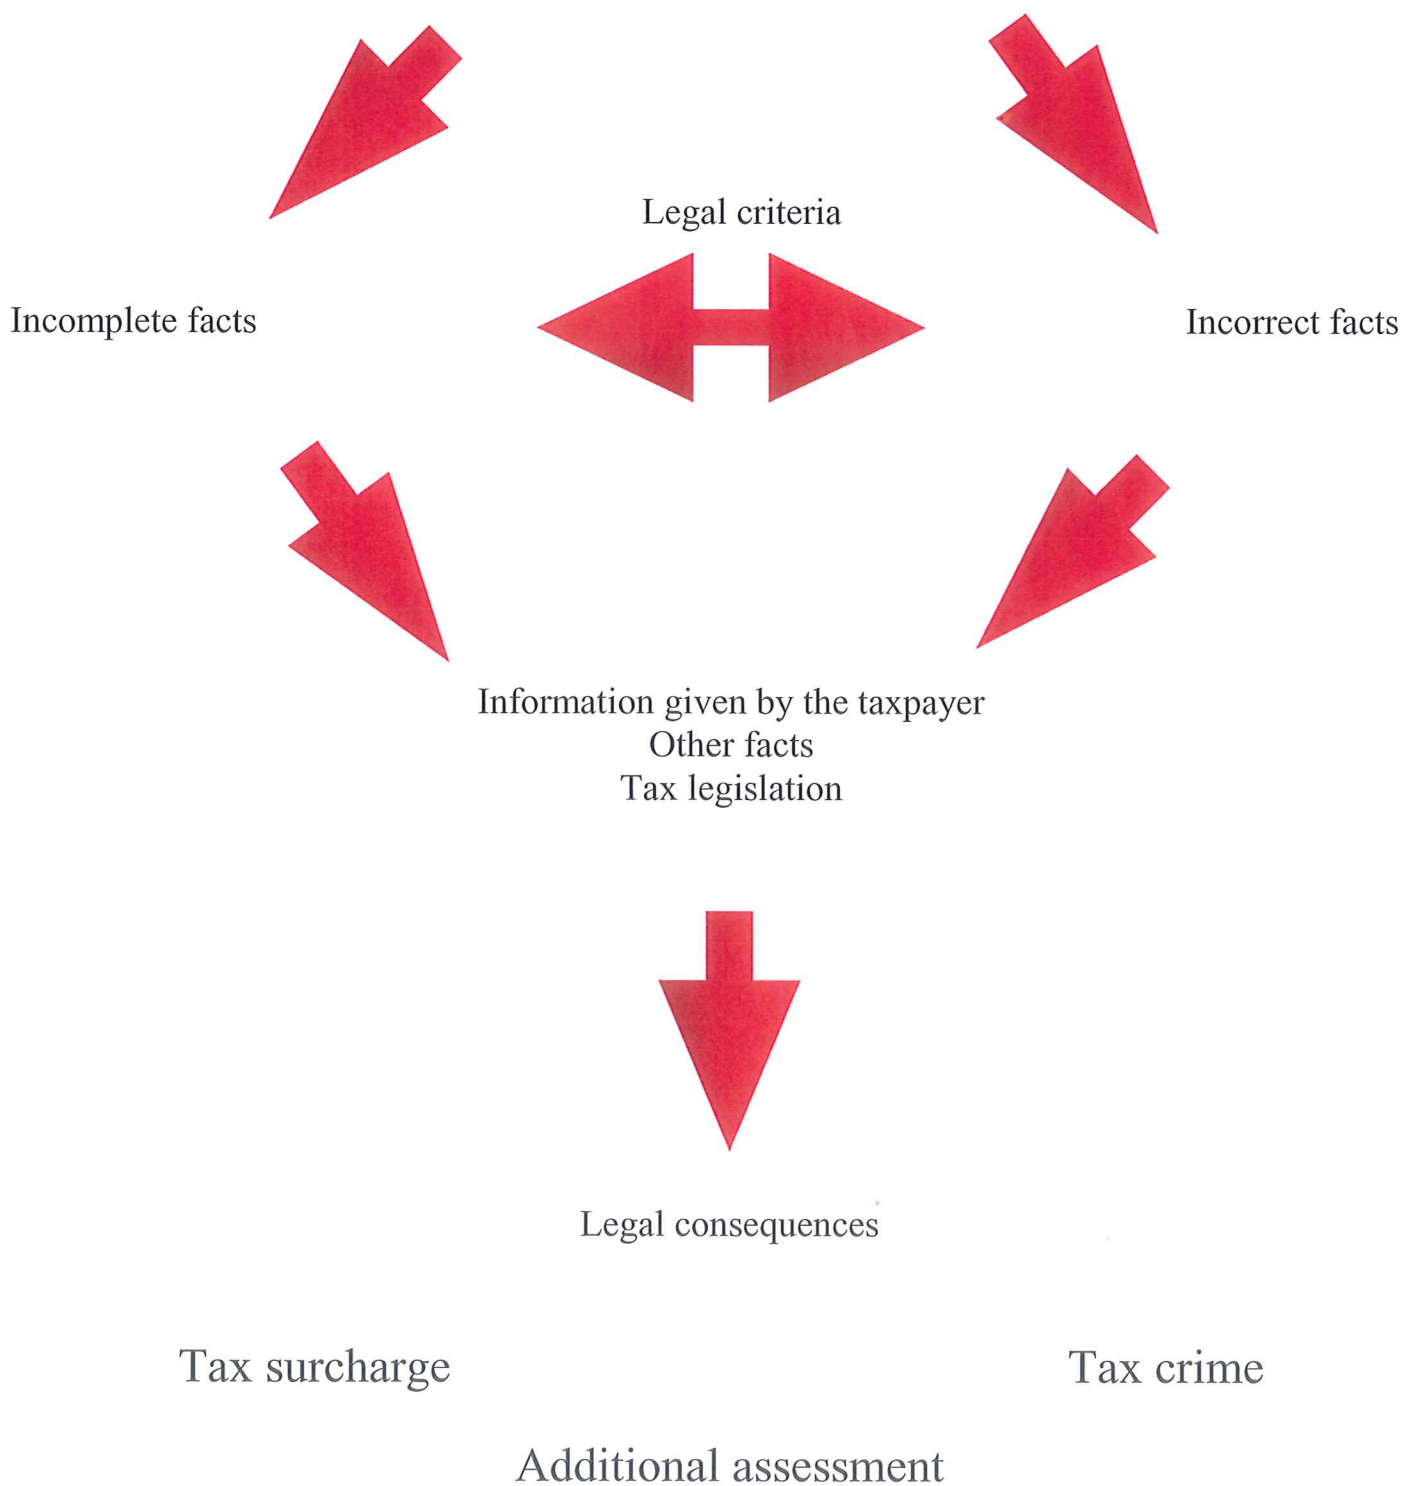 Legal criteria
Incomplete facts
Incorrect facts
Information given by the taxpayer
Other facts
Tax legislation
Legal consequences
Tax surcharge
Tax crime
Additional assessment